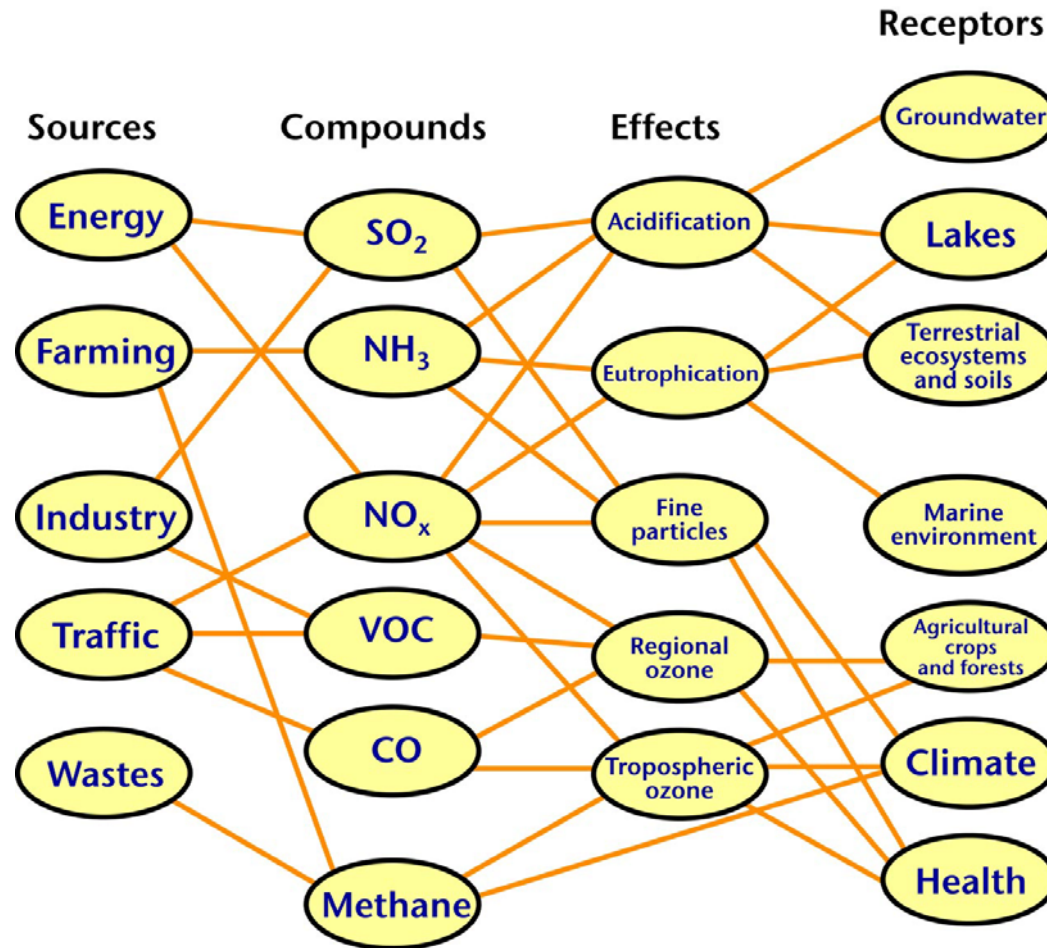 Receptors
Sources
Compounds
Effects
Groundwater
Energy
SO₂
Acidification
Lakes
Farming
NH₃
Eutrophication
Terrestrial
ecosystems
and soils
Industry
NOₓ
Fine
particles
Marine
environment
Traffic
VOC
Regional
ozone
Agricultural
crops
and forests
Wastes
CO
Tropospheric
ozone
Climate
Methane
Health